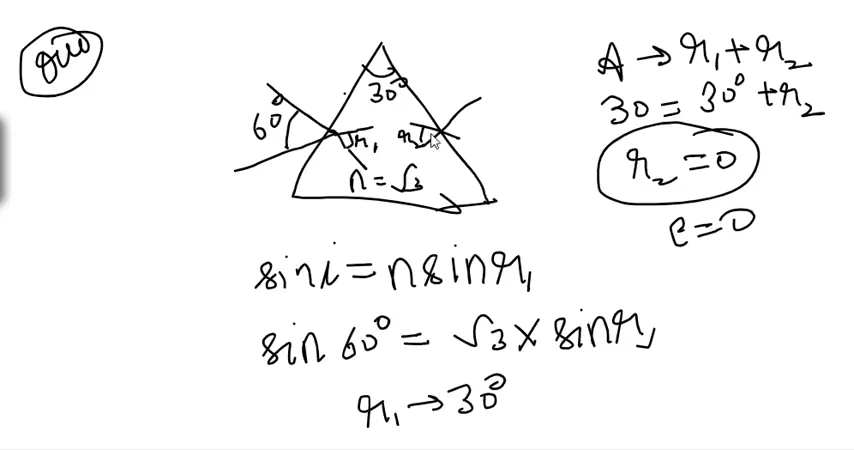 Que
A → r₁ + r₂
30 = 30° + r₂
r₂ = 0
e = 0
30°
60°
r₁
r₂
n = √3
sin i = n sin r₁
sin 60° = √3 × sin r₁
r₁ → 30°